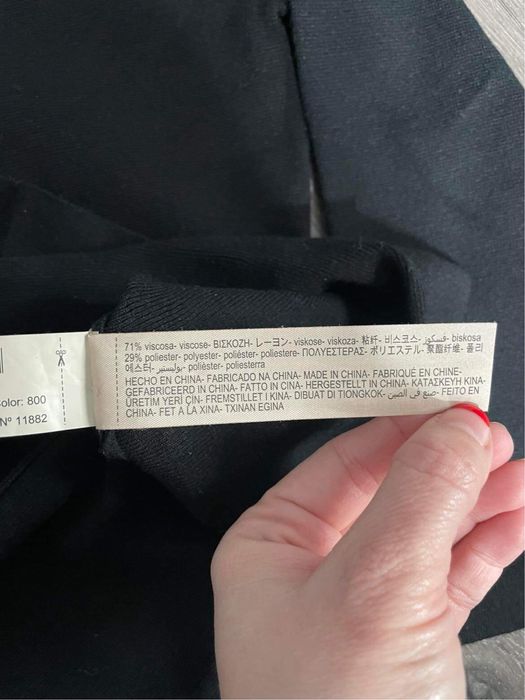 71% viscosa- viscose- ΒΙΣΚΟΖΗ- レーヨン- viskose- viskoza- 粘纤- 비스코스- فسكوز- biskosa
29% poliester- polyester- poliéster- poliestere- ΠΟΛΥΕΣΤΕΡΑΣ- ポリエステル- 聚酯纤维- 폴리
에스터- بوليستير- polièster- poliesterra
HECHO EN CHINA- FABRICADO NA CHINA- MADE IN CHINA- FABRIQUÉ EN CHINE-
GEFABRICEERD IN CHINA- FATTO IN CINA- HERGESTELLT IN CHINA- ΚΑΤΑΣΚΕΥΗ ΚΙΝΑ-
ÜRETIM YERI ÇIN- FREMSTILLET I KINA- DIBUAT DI TIONGKOK- صنع في الصين- FEITO EN
CHINA- FET A LA XINA- TXINAN EGINA
olor: 800
Nº 11882